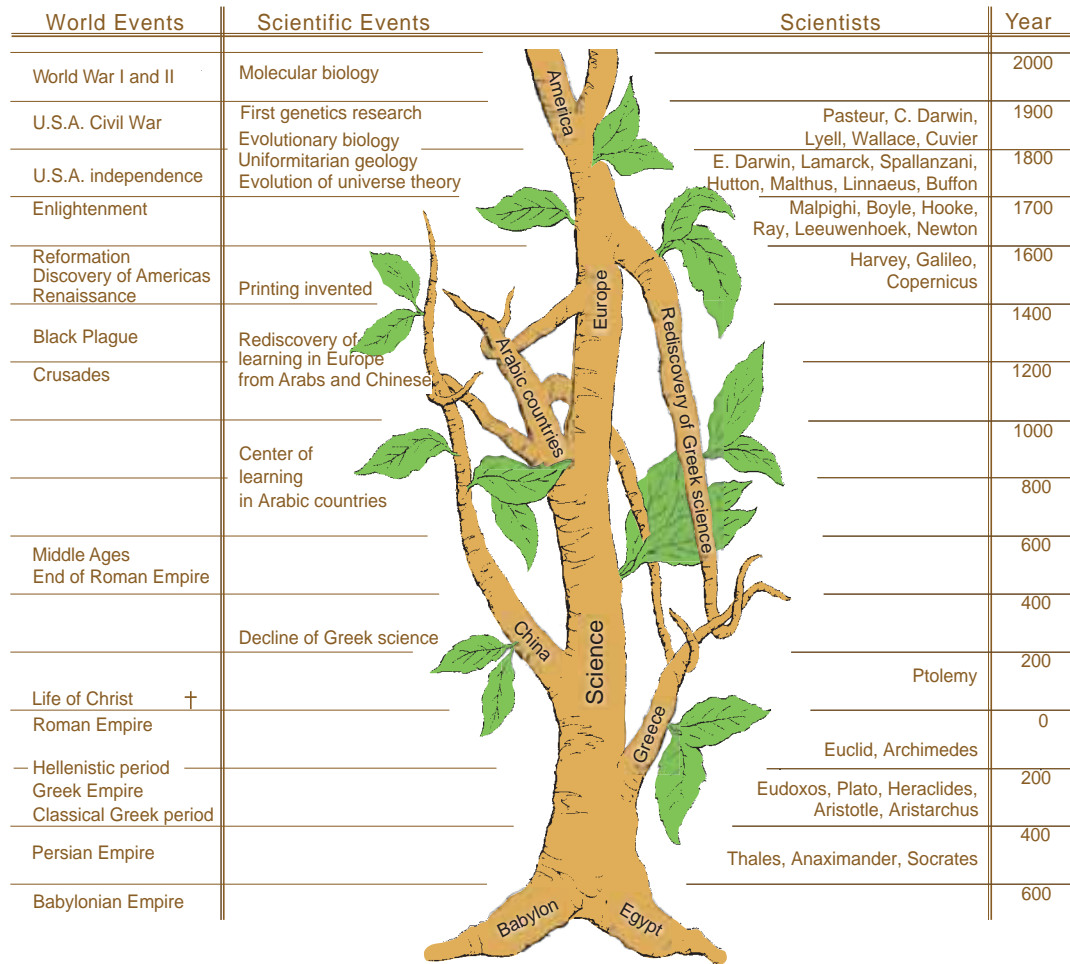 World Events Scientific Events Scientists Year
2000
World War I and II
Molecular biology
America
1900
First genetics research
Pasteur, C. Darwin,
U.S.A. Civil War
Lyell, Wallace, Cuvier
Evolutionary biology
1800
Uniformitarian geology
E. Darwin, Lamarck, Spallanzani,
U.S.A. independence
Evolution of universe theory
Hutton, Malthus, Linnaeus, Buffon
1700
Enlightenment
Malpighi, Boyle, Hooke,
Ray, Leeuwenhoek, Newton
1600
Reformation
Harvey, Galileo,
Discovery of Americas
Copernicus
Renaissance
Printing invented
Europe
1400
Black Plague
Rediscovery of
learning in Europe
from Arabs and Chinese
Arabic countries
Rediscovery of Greek science
1200
Crusades
1000
Center of
learning
in Arabic countries
800
600
Middle Ages
End of Roman Empire
400
Decline of Greek science
China
Science
200
Ptolemy
Life of Christ †
0
Roman Empire
Greece
Euclid, Archimedes
200
Hellenistic period
Greek Empire
Classical Greek period
Eudoxos, Plato, Heraclides,
Aristotle, Aristarchus
400
Persian Empire
Thales, Anaximander, Socrates
600
Babylonian Empire
Babylon
Egypt